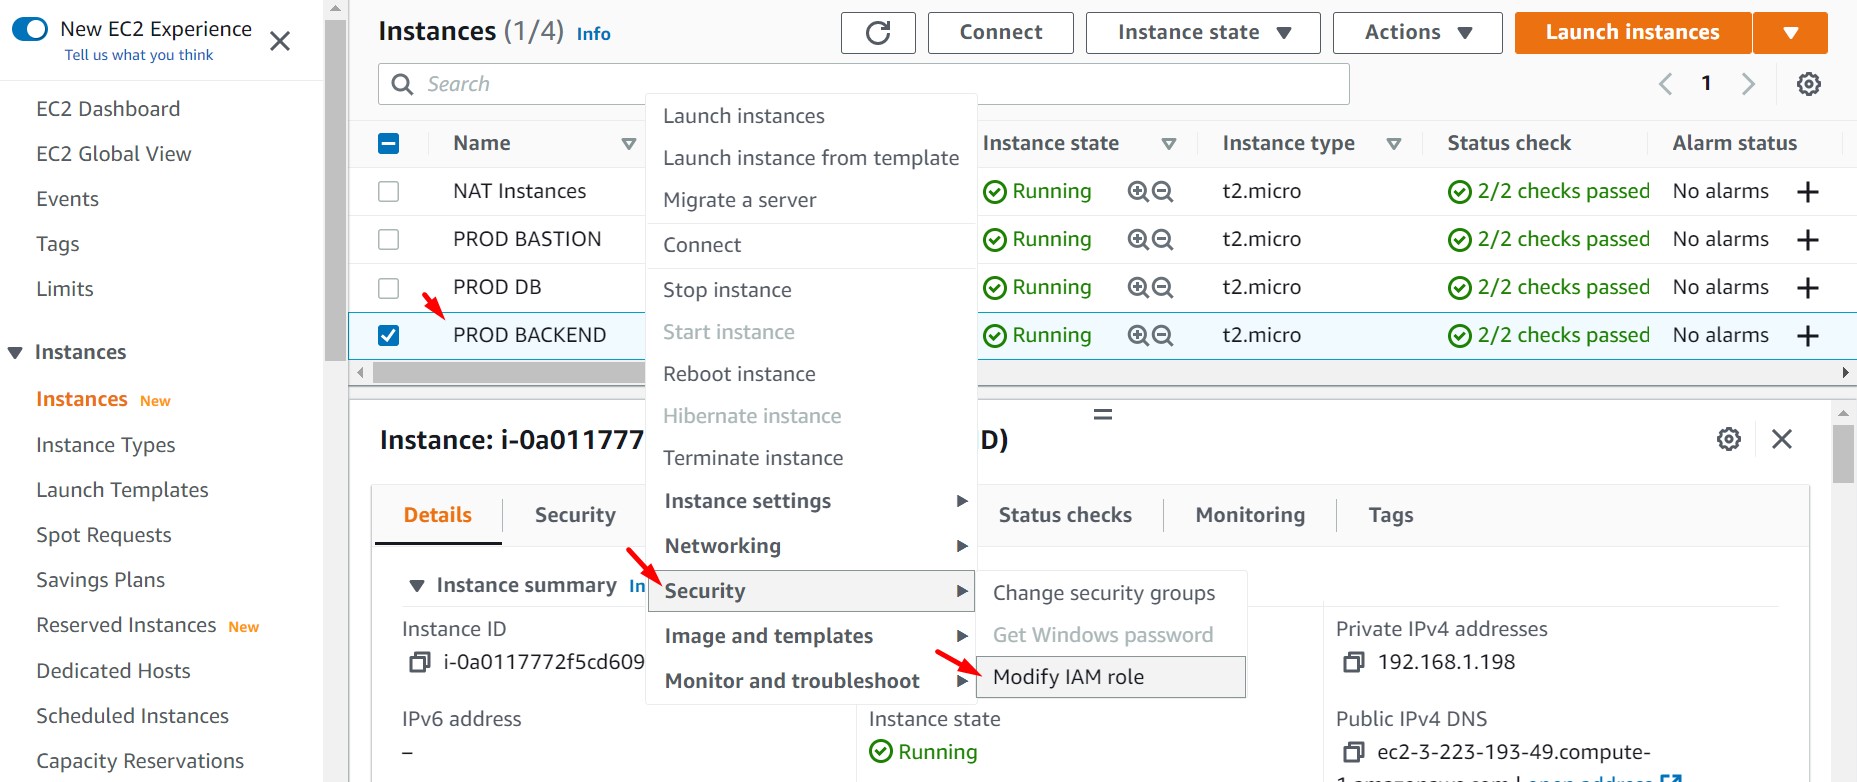 New EC2 Experience
Tell us what you think
EC2 Dashboard
EC2 Global View
Events
Tags
Limits
Instances
Instances New
Instance Types
Launch Templates
Spot Requests
Savings Plans
Reserved Instances New
Dedicated Hosts
Scheduled Instances
Capacity Reservations
Instances (1/4) Info
Connect
Instance state
Actions
Launch instances
Search
1
Name Instance state Instance type Status check Alarm status
NAT Instances Running t2.micro 2/2 checks passed No alarms
PROD BASTION Running t2.micro 2/2 checks passed No alarms
PROD DB Running t2.micro 2/2 checks passed No alarms
PROD BACKEND Running t2.micro 2/2 checks passed No alarms
Launch instances
Launch instance from template
Migrate a server
Connect
Stop instance
Start instance
Reboot instance
Hibernate instance
Terminate instance
Instance settings
Networking
Security
Image and templates
Monitor and troubleshoot
Change security groups
Get Windows password
Modify IAM role
Instance: i-0a0117772 D)
Details Security Status checks Monitoring Tags
Instance summary In
Instance ID
i-0a0117772f5cd609
IPv6 address
–
Instance state
Running
Private IPv4 addresses
192.168.1.198
Public IPv4 DNS
ec2-3-223-193-49.compute-
1.amazonaws.com | open address